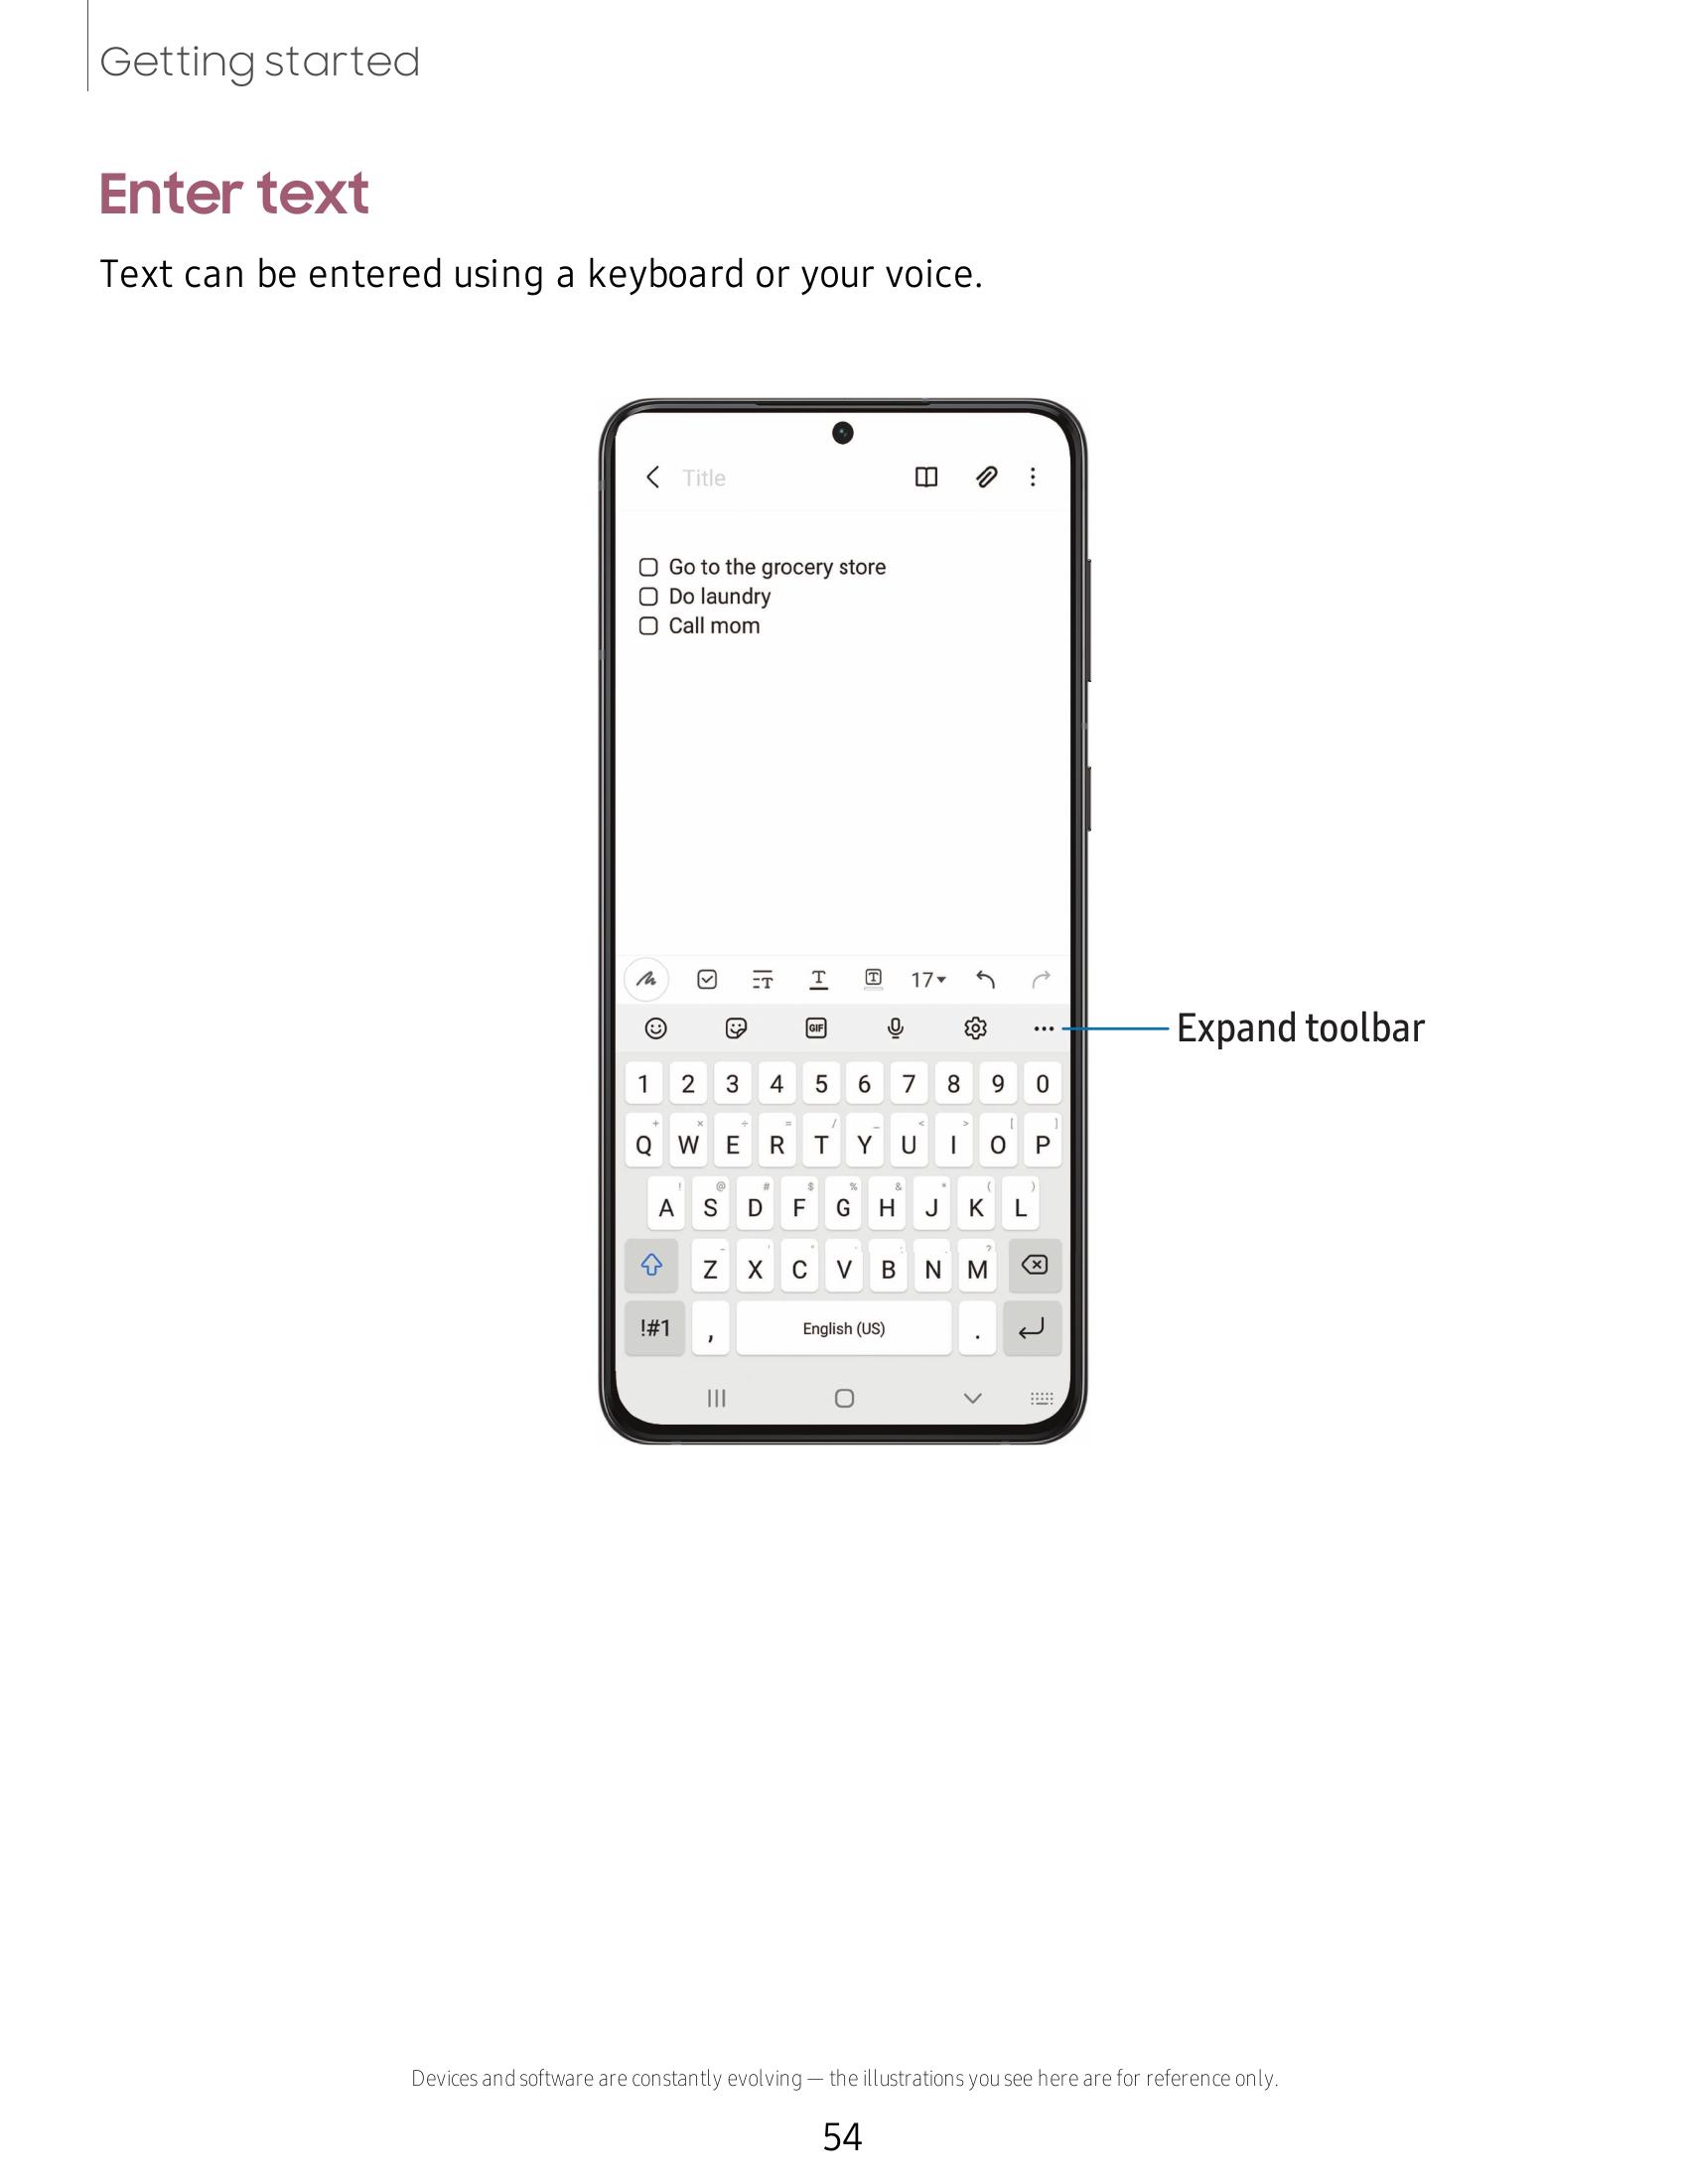 Getting started
Enter text
Text can be entered using a keyboard or your voice.
Title
Go to the grocery store
Do laundry
Call mom
17
GIF
Expand toolbar
1 2 3 4 5 6 7 8 9 0
+ × ÷ = / _ < > [ ]
Q W E R T Y U I O P
! @ # $ % & * ( )
A S D F G H J K L
Z X C V B N M
!#1 , English (US) .
Devices and software are constantly evolving — the illustrations you see here are for reference only.
54